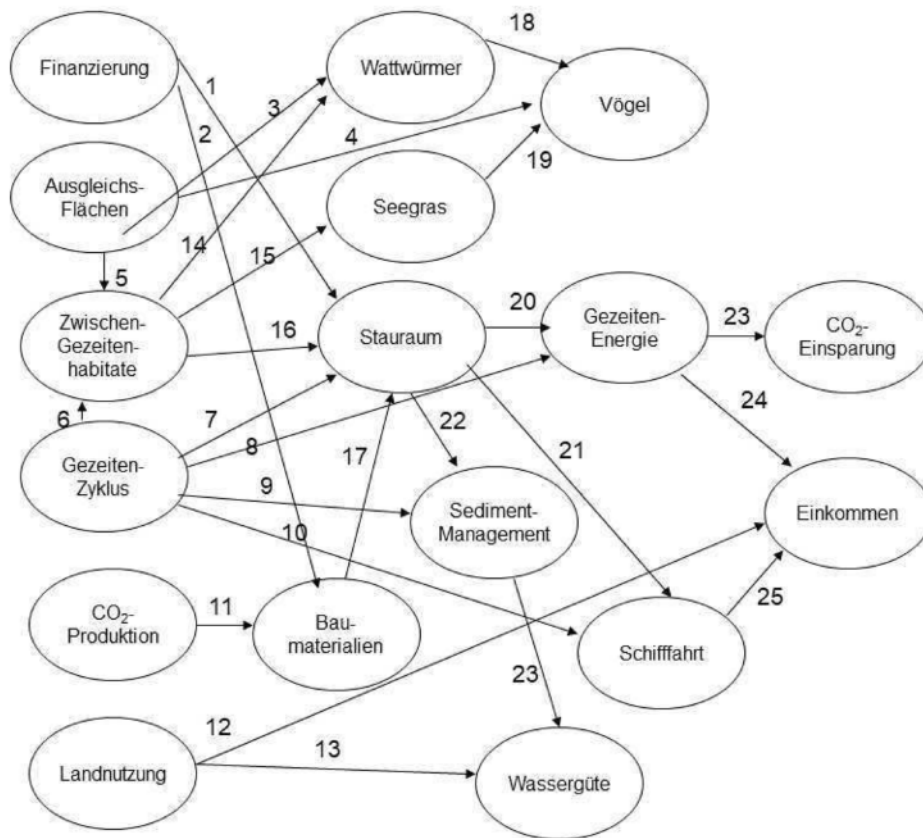 Finanzierung
Wattwürmer
18
Vögel
1
2
3
4
Ausgleichs-
Flächen
Seegras
19
14
15
5
Zwischen-
Gezeiten-
habitate
16
Stauraum
20
Gezeiten-
Energie
23
CO₂-
Einsparung
6
7
8
17
22
21
24
Gezeiten-
Zyklus
9
10
Sediment-
Management
Einkommen
CO₂-
Produktion
11
Bau-
materialien
23
Schifffahrt
25
12
13
Landnutzung
Wassergüte